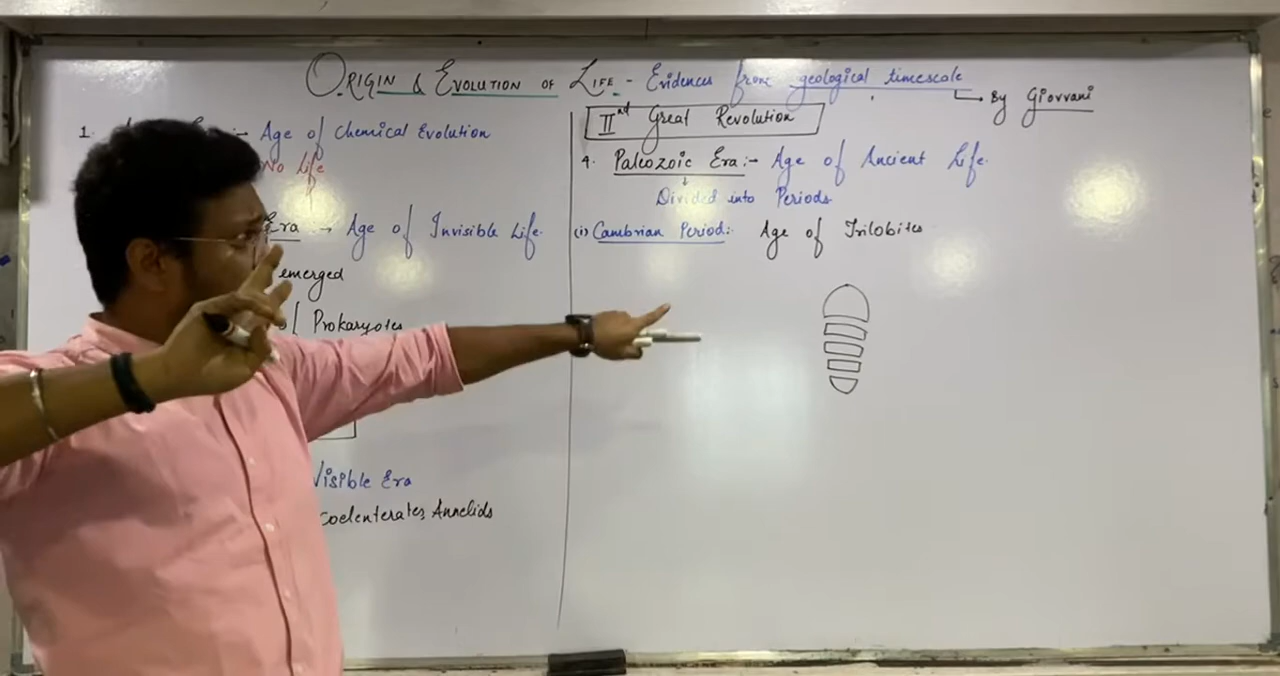 ORIGIN & EVOLUTION OF LIFE - Evidences from geological timescale
By Giovvani
1.
Age of Chemical Evolution
No Life
Era → Age of Invisible Life.
emerged
of Prokaryotes
Visible Era
coelenterates, Annelids
IInd Great Revolution
4. Paleozoic Era :- Age of Ancient Life.
↓
Divided into Periods
(i) Cambrian Period: Age of Trilobites